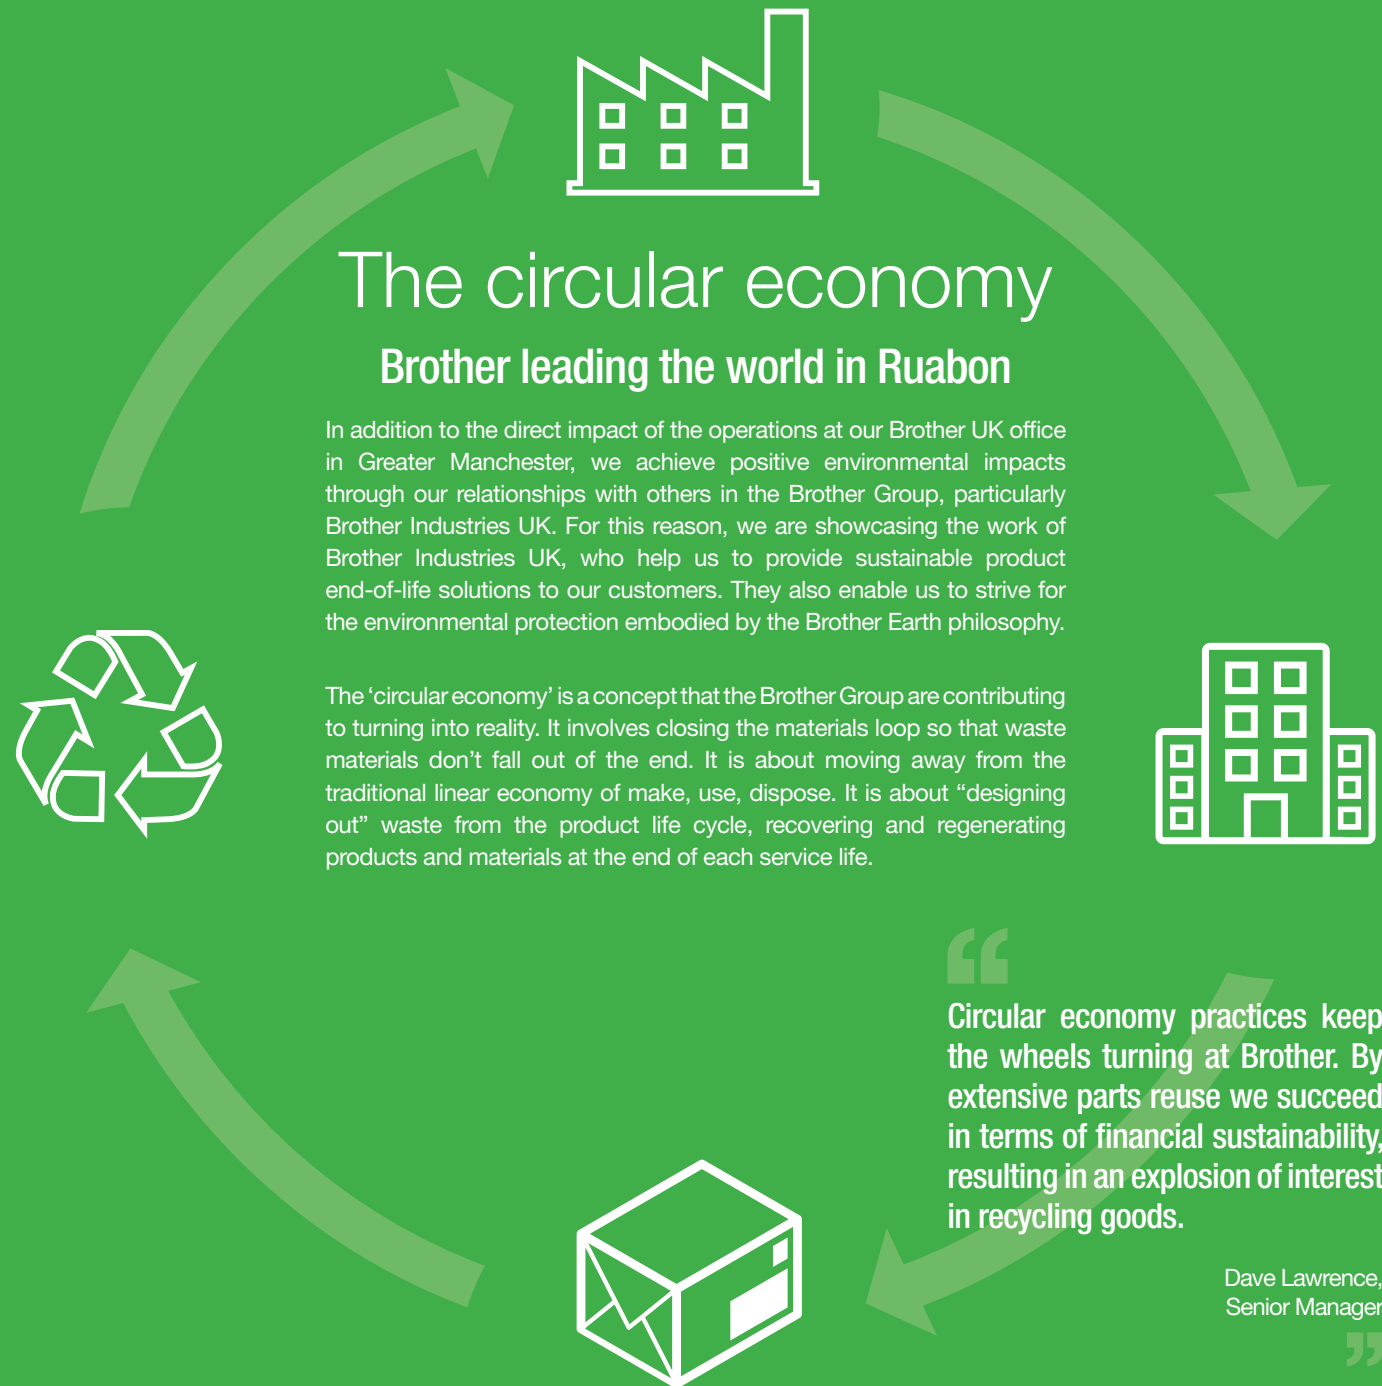 The circular economy
Brother leading the world in Ruabon
In addition to the direct impact of the operations at our Brother UK office
in Greater Manchester, we achieve positive environmental impacts
through our relationships with others in the Brother Group, particularly
Brother Industries UK. For this reason, we are showcasing the work of
Brother Industries UK, who help us to provide sustainable product
end-of-life solutions to our customers. They also enable us to strive for
the environmental protection embodied by the Brother Earth philosophy.
The ‘circular economy’ is a concept that the Brother Group are contributing
to turning into reality. It involves closing the materials loop so that waste
materials don’t fall out of the end. It is about moving away from the
traditional linear economy of make, use, dispose. It is about “designing
out” waste from the product life cycle, recovering and regenerating
products and materials at the end of each service life.
“
Circular economy practices keep
the wheels turning at Brother. By
extensive parts reuse we succeed
in terms of financial sustainability,
resulting in an explosion of interest
in recycling goods.
Dave Lawrence,
Senior Manager
”